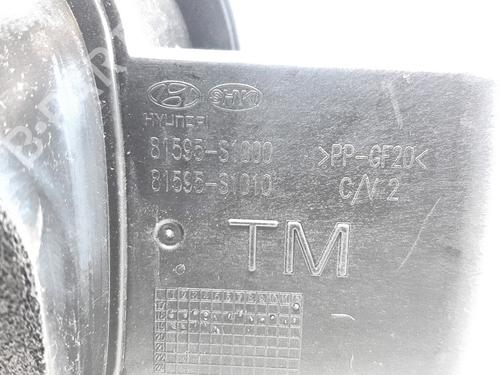 HYUNDAI
81595-S1000 >PP-GF20<
81595-S1010 C/V:2
TM